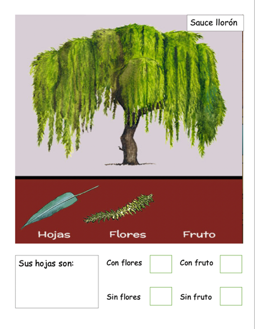 Sauce llorón
Hojas Flores Fruto
Sus hojas son: Con flores Con fruto
Sin flores Sin fruto